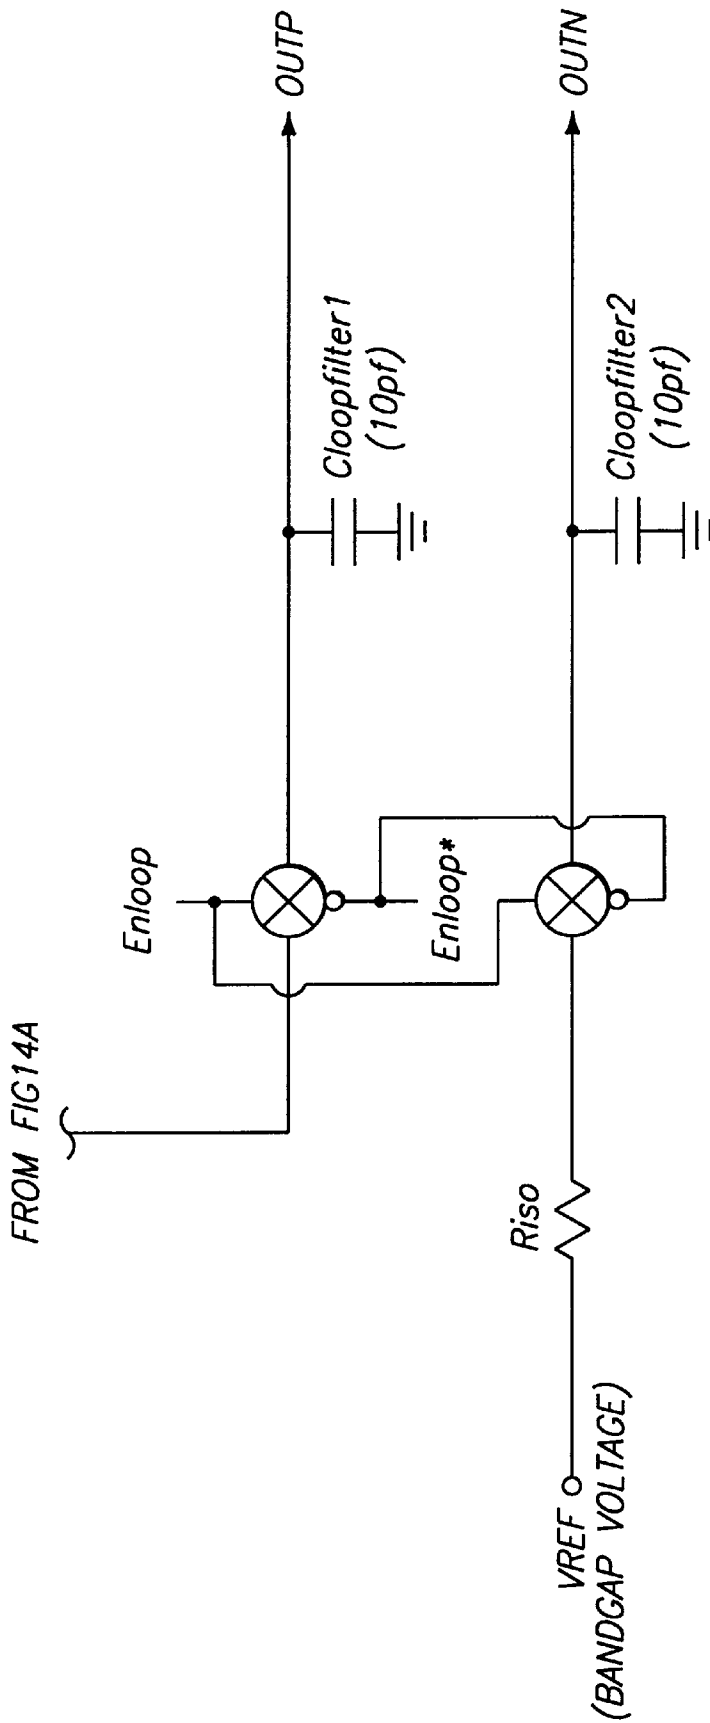 FROM FIG14A
Enloop
Enloop*
OUTP
Cloopfilter1
(10pf)
VREF
(BANDGAP VOLTAGE)
Riso
OUTN
Cloopfilter2
(10pf)